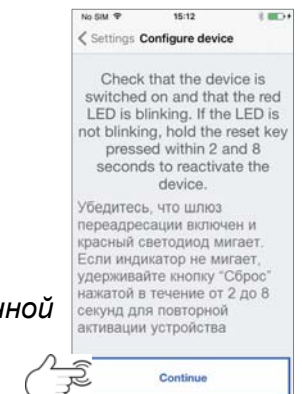 No SIM 15:12
Settings Configure device
Check that the device is
switched on and that the red
LED is blinking. If the LED is
not blinking, hold the reset key
pressed within 2 and 8
seconds to reactivate the
device.
Убедитесь, что шлюз
переадресации включен и
красный светодиод мигает.
Если индикатор не мигает,
удерживайте кнопку “Сброс”
нажатой в течение от 2 до 8
секунд для повторной
активации устройства
нной
Continue